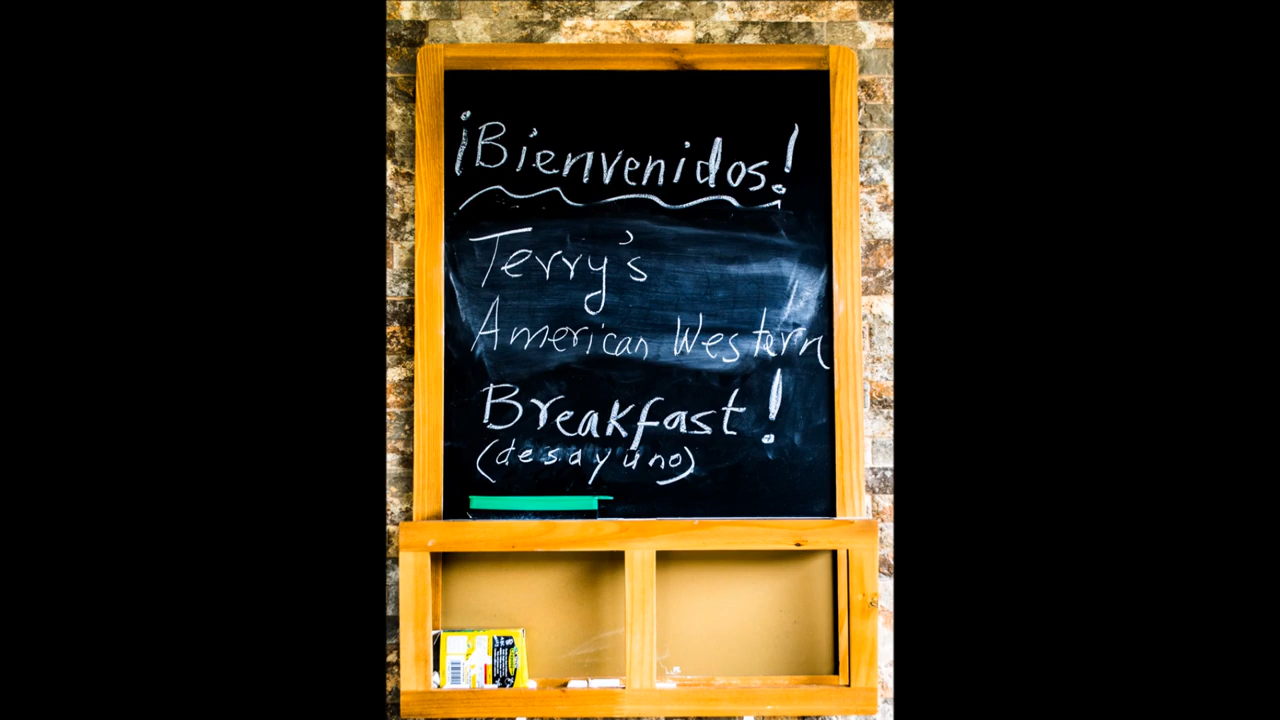 ¡Bienvenidos!
Terry's
American Western
Breakfast!
(desayuno)